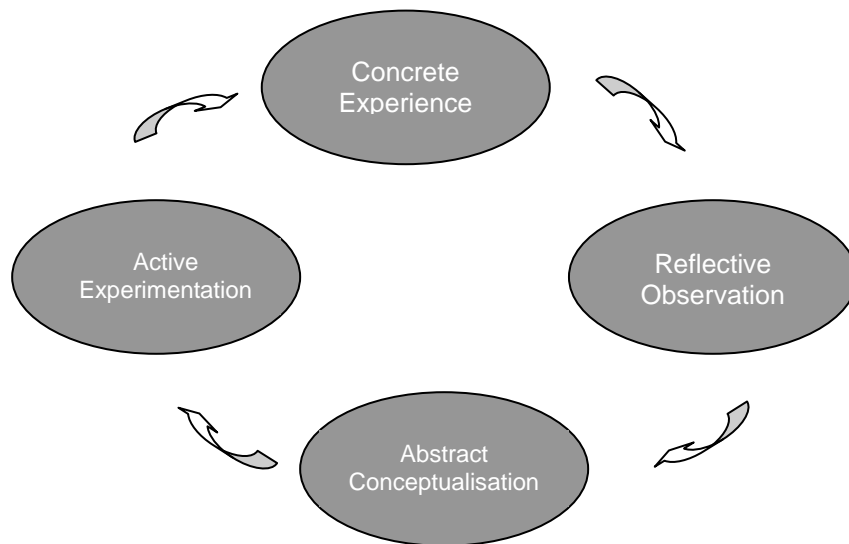 Concrete
Experience
Reflective
Observation
Abstract
Conceptualisation
Active
Experimentation